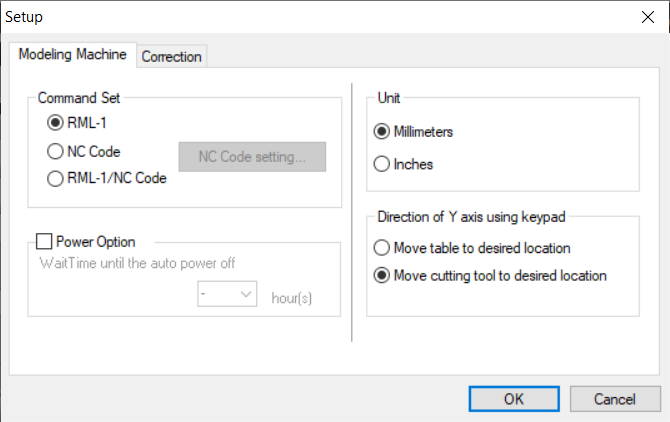 Setup
Modeling Machine
Correction
Command Set
RML-1
NC Code
NC Code setting...
RML-1/NC Code
Power Option
WaitTime until the auto power off
-
hour(s)
Unit
Millimeters
Inches
Direction of Y axis using keypad
Move table to desired location
Move cutting tool to desired location
OK
Cancel